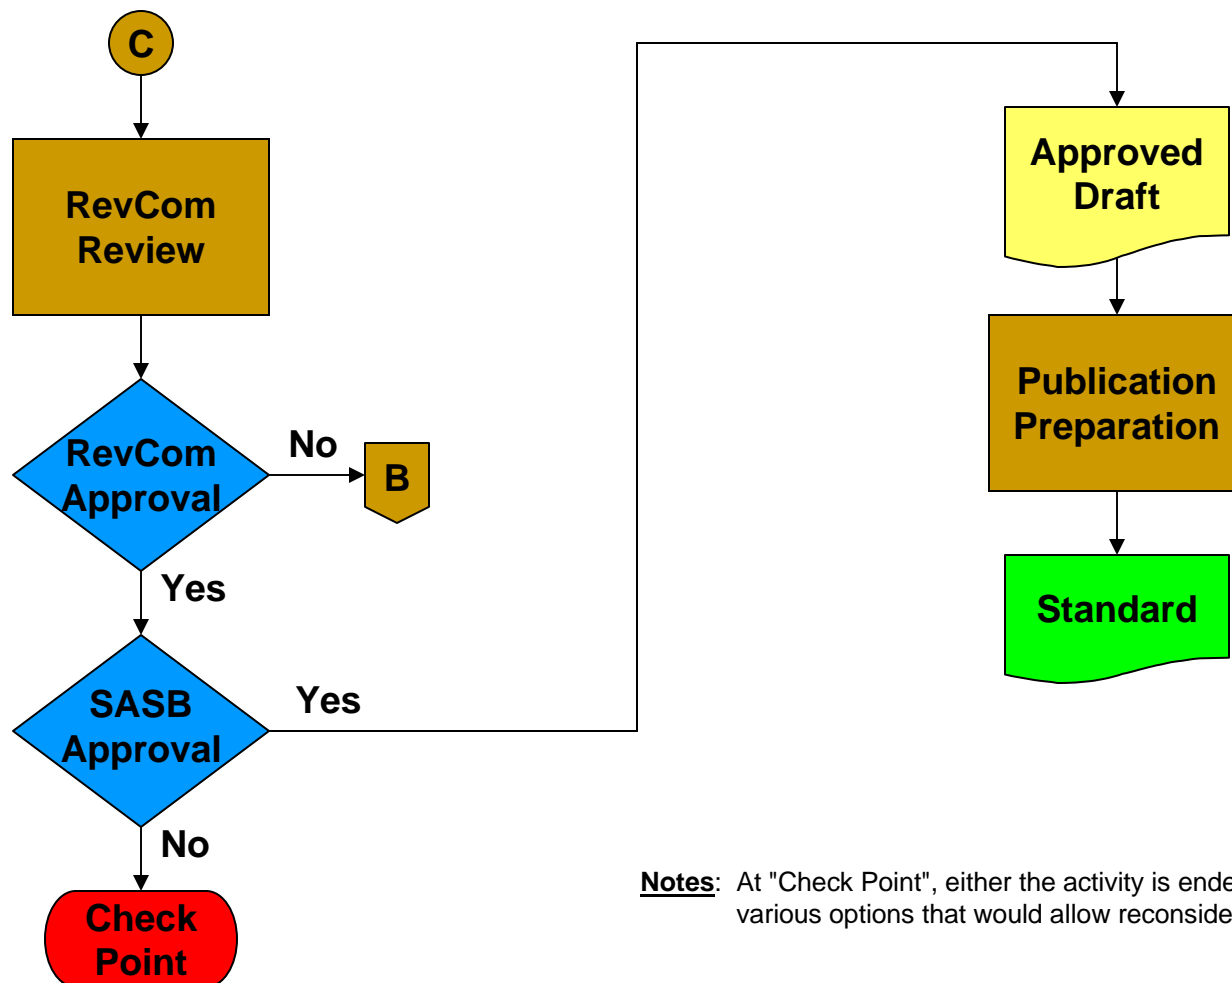 C
RevCom
Review
RevCom
Approval
No
B
Yes
SASB
Approval
Yes
No
Check
Point
Approved
Draft
Publication
Preparation
Standard
Notes: At "Check Point", either the activity is ende
various options that would allow reconside